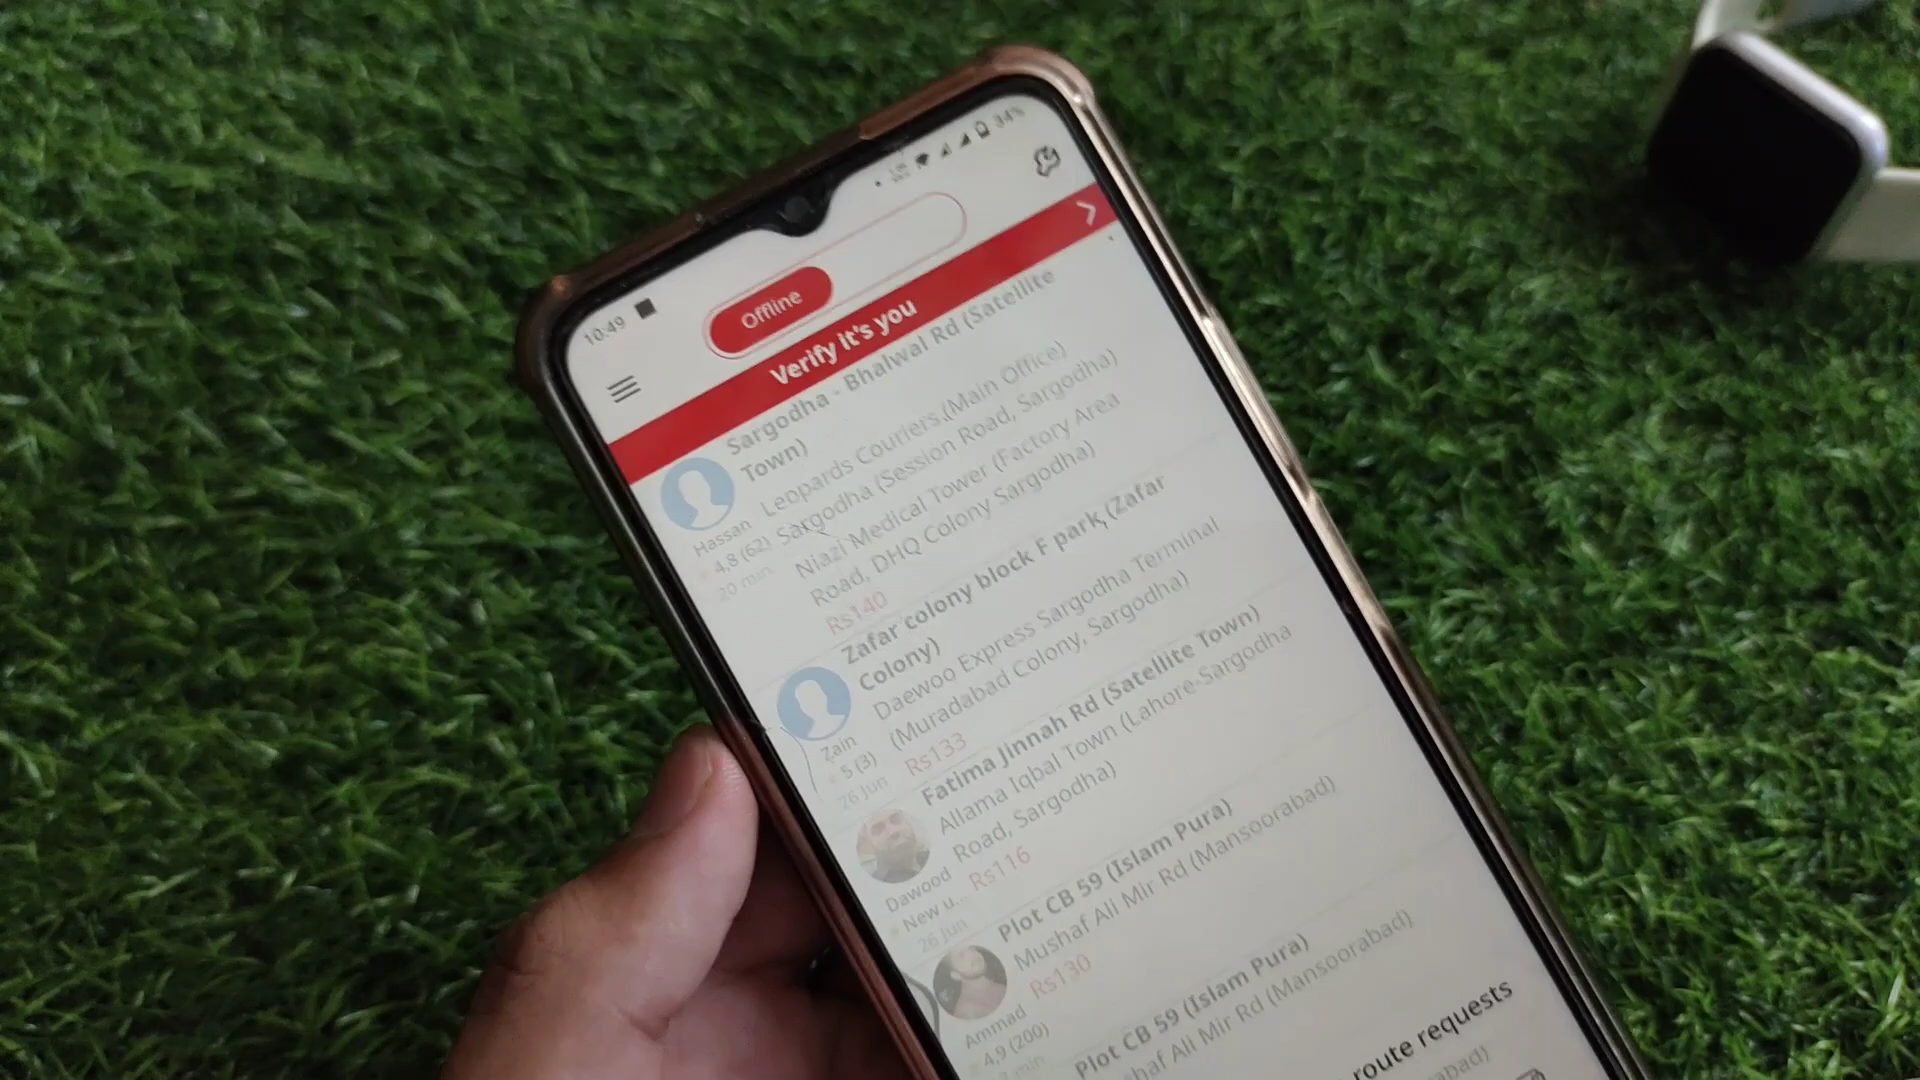 10:49
34%
Offline
Verify it's you
Sargodha - Bhalwal Rd (Satellite
Town)
Leopards Couriers.(Main Office)
Sargodha (Session Road, Sargodha)
Niazi Medical Tower (Factory Area
Road, DHQ Colony Sargodha)
Rs140
Hassan
4,8 (62)
20 min
Zafar colony block F park, (Zafar
Colony)
Daewoo Express Sargodha Terminal
(Muradabad Colony, Sargodha)
Rs133
Zain
5 (3)
26 Jun
Fatima Jinnah Rd (Satellite Town)
Allama Iqbal Town (Lahore-Sargodha
Road, Sargodha)
Rs116
Dawood
New u...
26 Jun
Plot CB 59 (Islam Pura)
Mushaf Ali Mir Rd (Mansoorabad)
Rs130
Ammad
4,9 (200)
min
Plot CB 59 (Islam Pura)
shaf Ali Mir Rd (Mansoorabad)
route requests
abad)